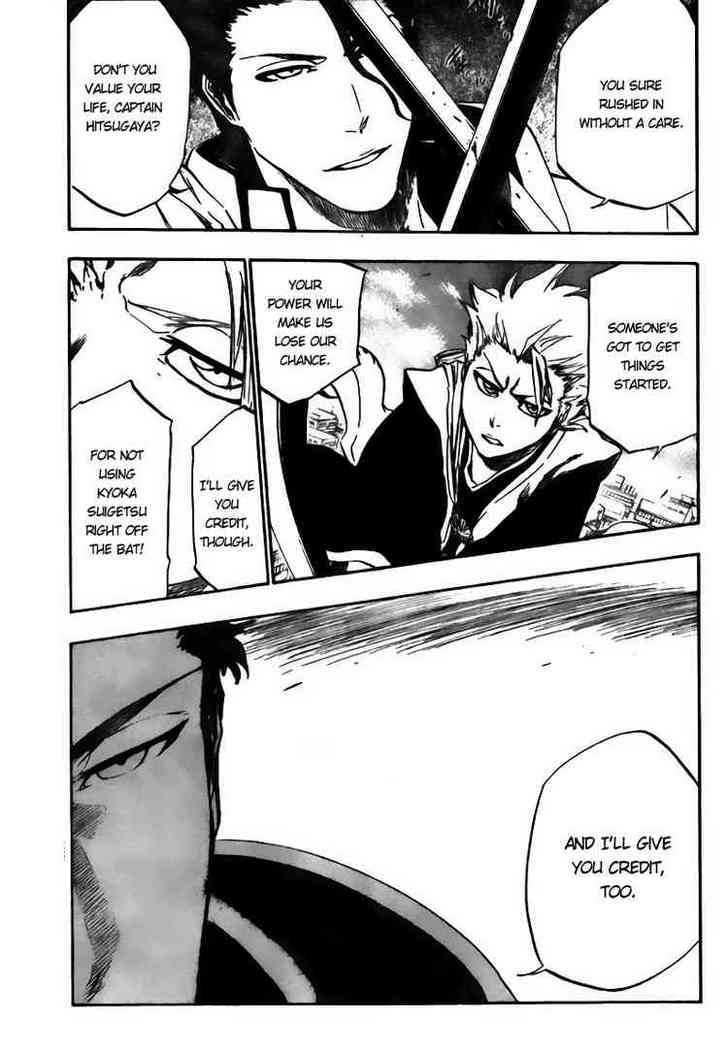 YOU SURE
RUSHED IN
WITHOUT A CARE.
DON'T YOU
VALUE YOUR
LIFE, CAPTAIN
HITSUGAYA?
SOMEONE'S
GOT TO GET
THINGS
STARTED.
YOUR
POWER WILL
MAKE US
LOSE OUR
CHANCE.
I'LL GIVE
YOU
CREDIT,
THOUGH.
FOR NOT
USING
KYOKA
SUIGETSU
RIGHT OFF
THE BAT!
AND I'LL GIVE
YOU CREDIT,
TOO.